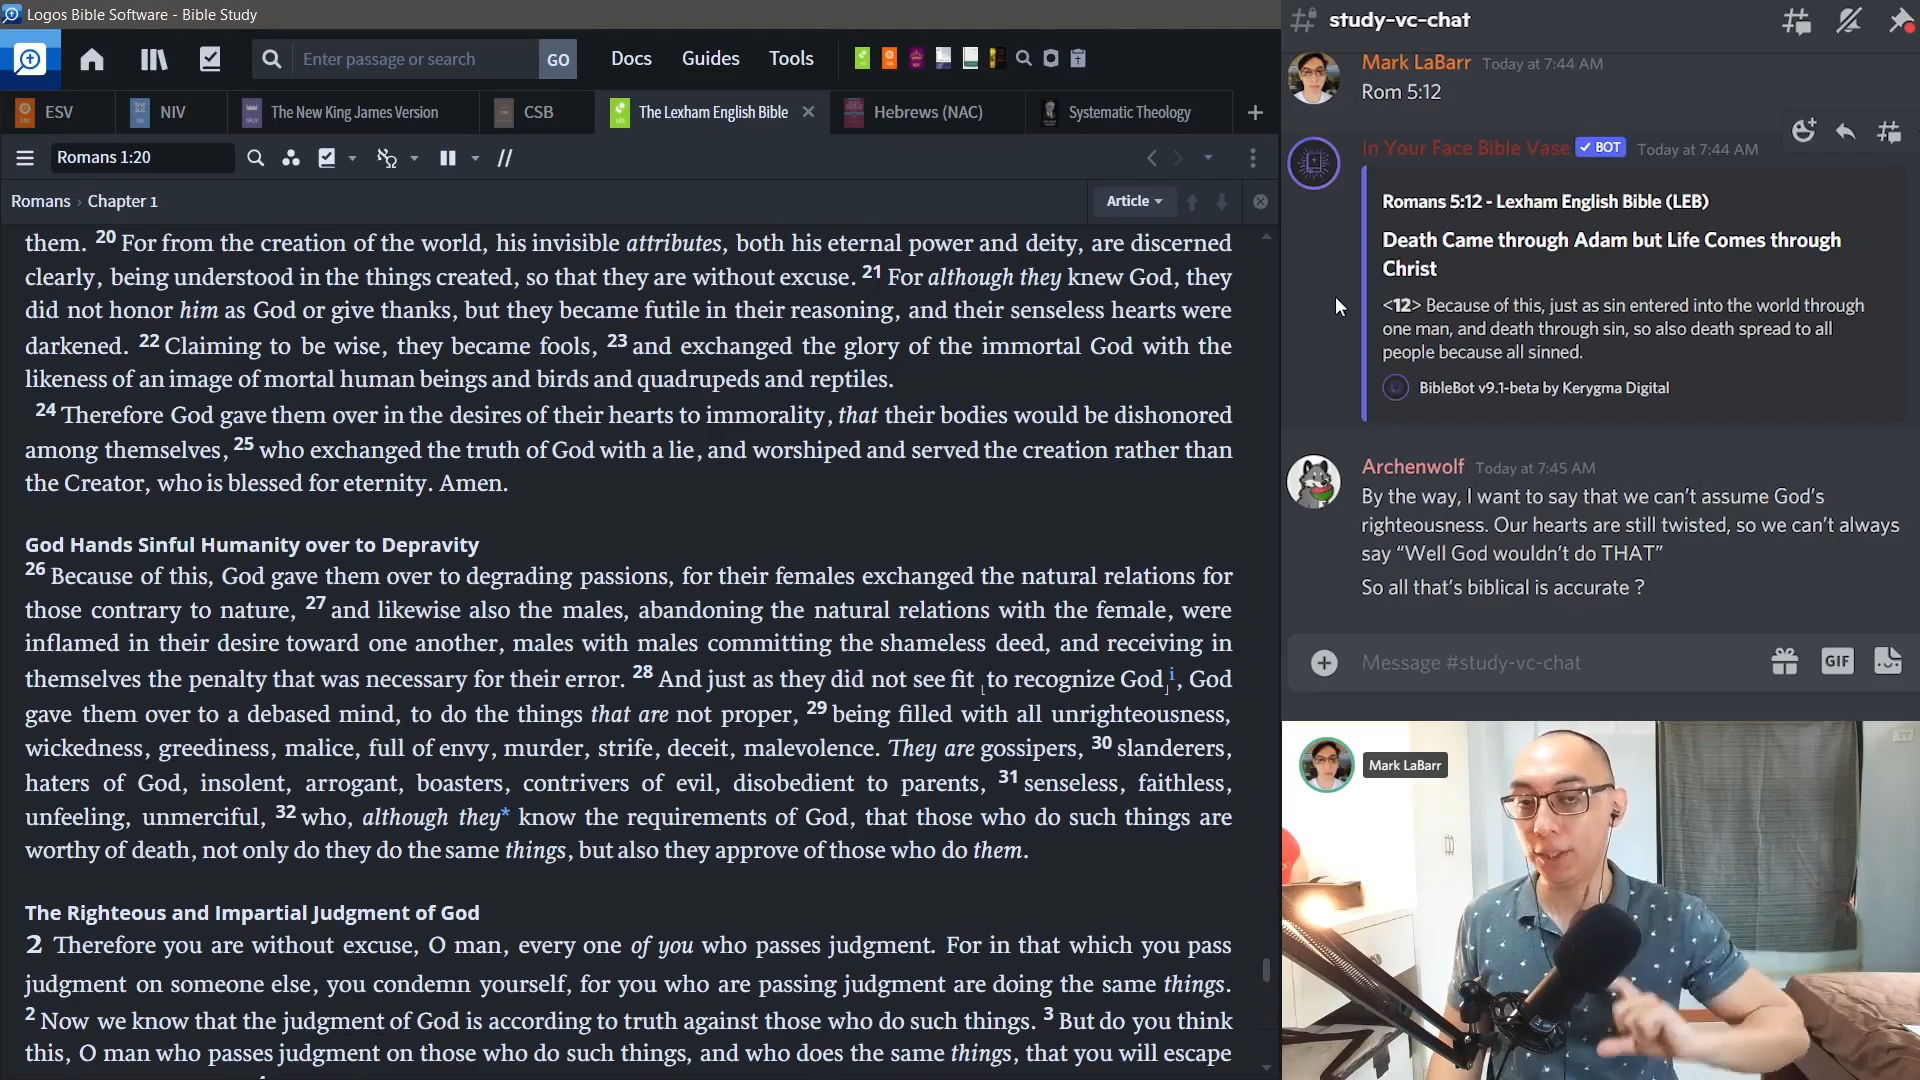 Logos Bible Software - Bible Study
Enter passage or search
GO
Docs
Guides
Tools
ESV
NIV
The New King James Version
CSB
The Lexham English Bible
Hebrews (NAC)
Systematic Theology
Romans 1:20
Romans › Chapter 1
Article
them. 20 For from the creation of the world, his invisible attributes, both his eternal power and deity, are discerned
clearly, being understood in the things created, so that they are without excuse. 21 For although they knew God, they
did not honor him as God or give thanks, but they became futile in their reasoning, and their senseless hearts were
darkened. 22 Claiming to be wise, they became fools, 23 and exchanged the glory of the immortal God with the
likeness of an image of mortal human beings and birds and quadrupeds and reptiles.
24 Therefore God gave them over in the desires of their hearts to immorality, that their bodies would be dishonored
among themselves, 25 who exchanged the truth of God with a lie, and worshiped and served the creation rather than
the Creator, who is blessed for eternity. Amen.
God Hands Sinful Humanity over to Depravity
26 Because of this, God gave them over to degrading passions, for their females exchanged the natural relations for
those contrary to nature, 27 and likewise also the males, abandoning the natural relations with the female, were
inflamed in their desire toward one another, males with males committing the shameless deed, and receiving in
themselves the penalty that was necessary for their error. 28 And just as they did not see fit ⌞to recognize God⌟i, God
gave them over to a debased mind, to do the things that are not proper, 29 being filled with all unrighteousness,
wickedness, greediness, malice, full of envy, murder, strife, deceit, malevolence. They are gossipers, 30 slanderers,
haters of God, insolent, arrogant, boasters, contrivers of evil, disobedient to parents, 31 senseless, faithless,
unfeeling, unmerciful, 32 who, although they* know the requirements of God, that those who do such things are
worthy of death, not only do they do the same things, but also they approve of those who do them.
The Righteous and Impartial Judgment of God
2 Therefore you are without excuse, O man, every one of you who passes judgment. For in that which you pass
judgment on someone else, you condemn yourself, for you who are passing judgment are doing the same things.
2 Now we know that the judgment of God is according to truth against those who do such things. 3 But do you think
this, O man who passes judgment on those who do such things, and who does the same things, that you will escape
study-vc-chat
Mark LaBarr Today at 7:44 AM
Rom 5:12
In Your Face Bible Vase ✓ BOT Today at 7:44 AM
Romans 5:12 - Lexham English Bible (LEB)
Death Came through Adam but Life Comes through
Christ
<12> Because of this, just as sin entered into the world through
one man, and death through sin, so also death spread to all
people because all sinned.
BibleBot v9.1-beta by Kerygma Digital
Archenwolf Today at 7:45 AM
By the way, I want to say that we can't assume God's
righteousness. Our hearts are still twisted, so we can't always
say "Well God wouldn't do THAT"
So all that's biblical is accurate ?
Message #study-vc-chat
GIF
Mark LaBarr